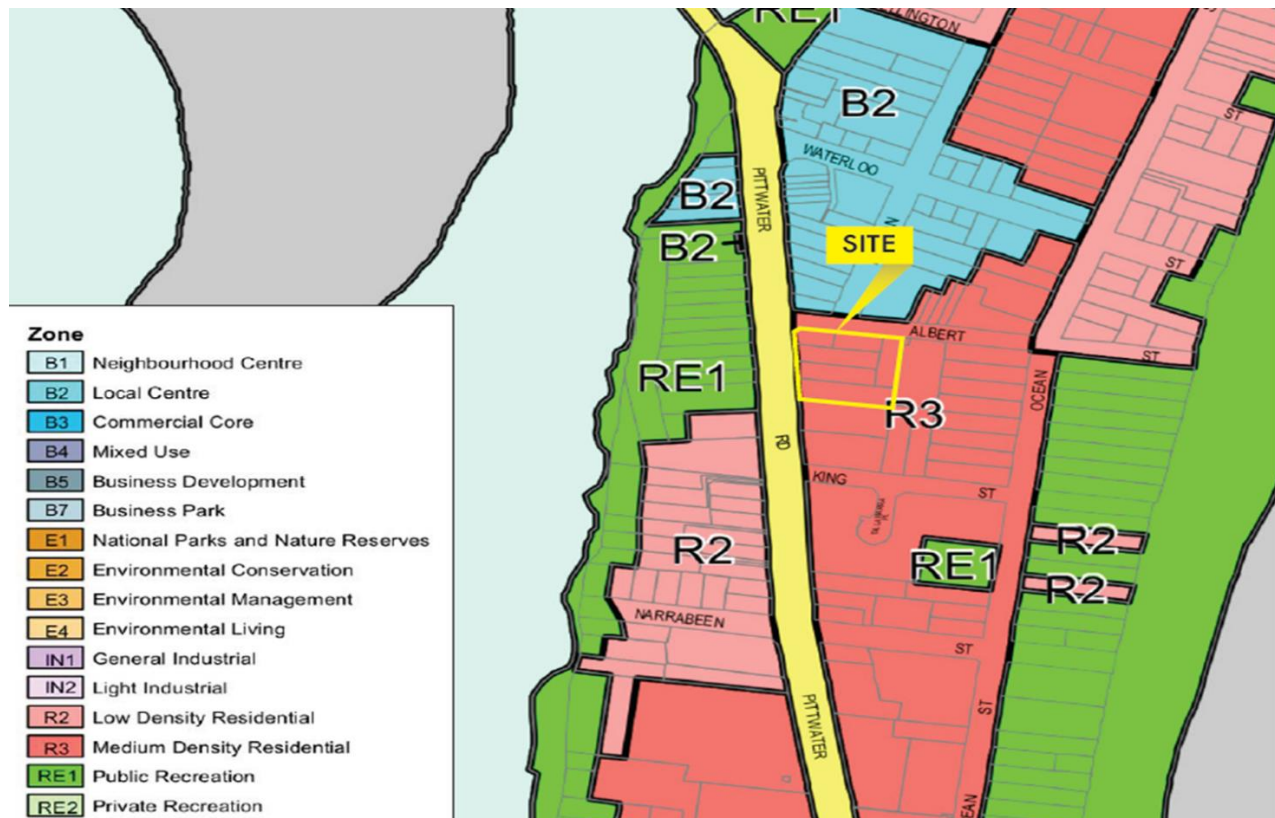 RE1
B2
WATERLOO
ST
PITTWATER
B2
B2
N
SITE
ST
ALBERT
ST
RE1
OCEAN
R3
RD
KING
ST
R2
RE1
R2
R2
NARRABEEN
ST
ST
PITTWATER
EAN
Zone
B1 Neighbourhood Centre
B2 Local Centre
B3 Commercial Core
B4 Mixed Use
B5 Business Development
B7 Business Park
E1 National Parks and Nature Reserves
E2 Environmental Conservation
E3 Environmental Management
E4 Environmental Living
IN1 General Industrial
IN2 Light Industrial
R2 Low Density Residential
R3 Medium Density Residential
RE1 Public Recreation
RE2 Private Recreation